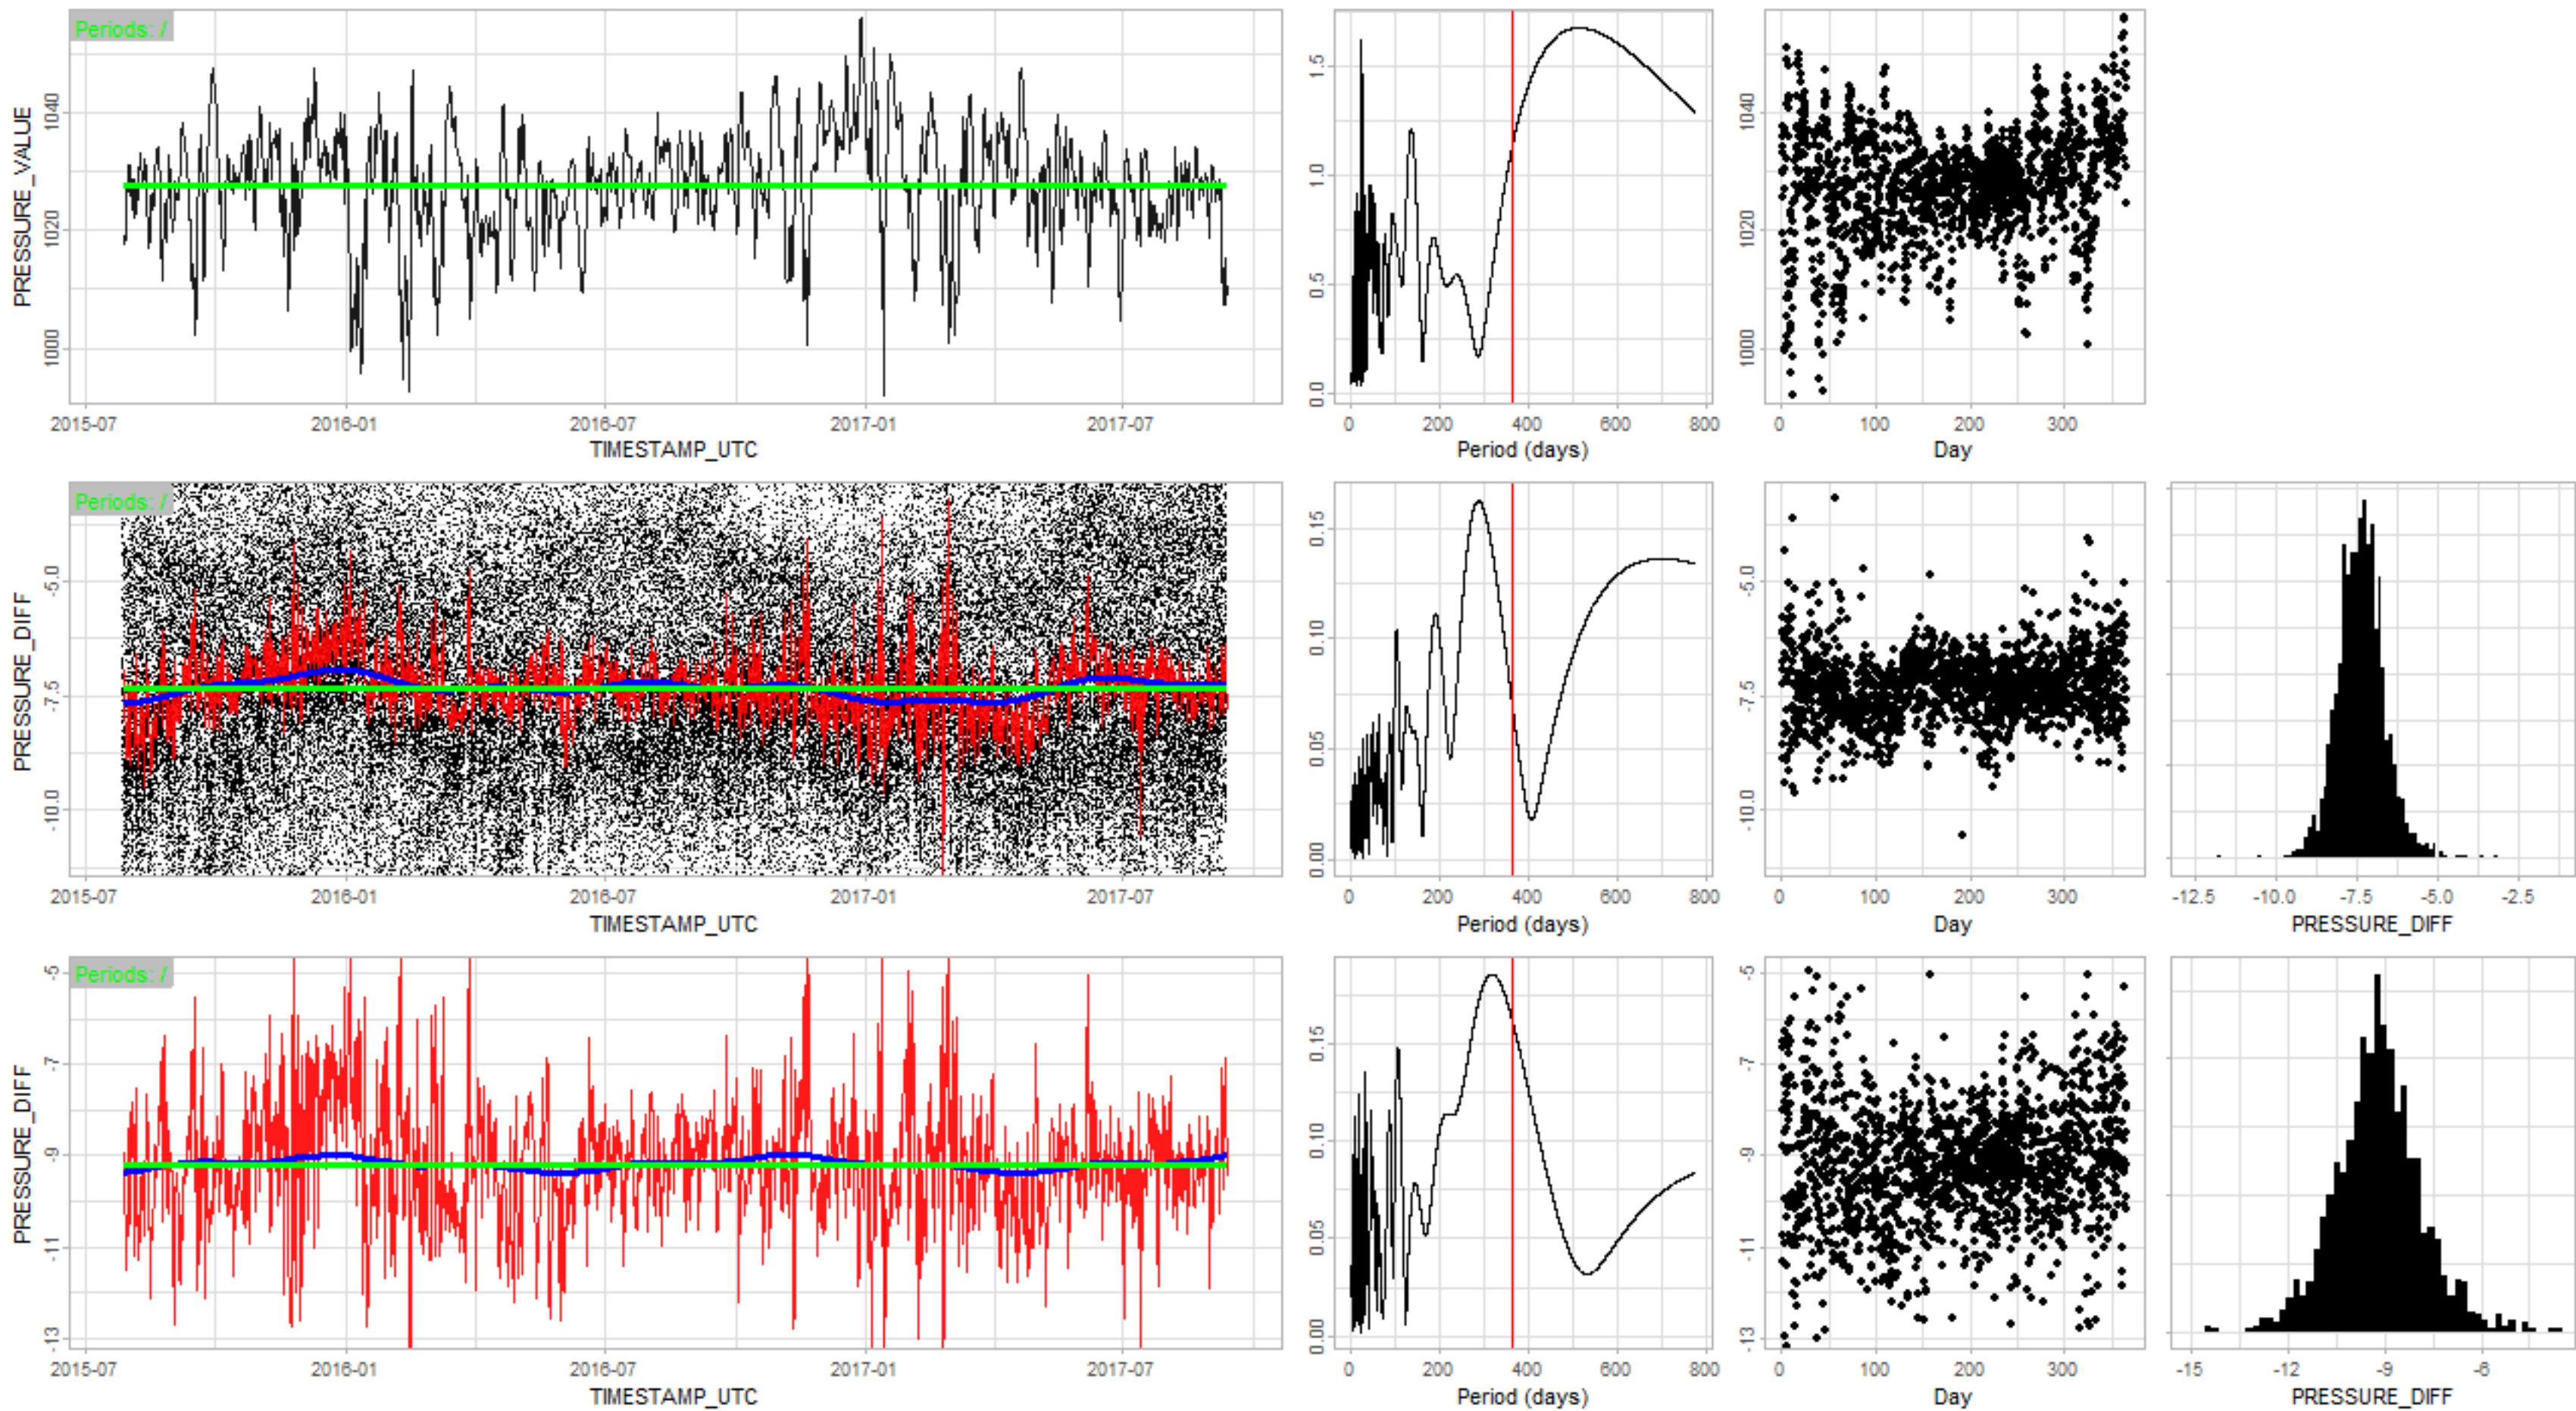 Periods: /
PRESSURE_VALUE
1040
1020
1000
2015-07 2016-01 2016-07 2017-01 2017-07
TIMESTAMP_UTC
1.5
1.0
0.5
0.0
0 200 400 600 800
Period (days)
1040
1020
1000
0 100 200 300
Day
Periods: /
PRESSURE_DIFF
-5.0
-7.5
-10.0
2015-07 2016-01 2016-07 2017-01 2017-07
TIMESTAMP_UTC
0.15
0.10
0.05
0.00
0 200 400 600 800
Period (days)
-5.0
-7.5
-10.0
0 100 200 300
Day
-12.5 -10.0 -7.5 -5.0 -2.5
PRESSURE_DIFF
Periods: /
PRESSURE_DIFF
-5
-7
-9
-11
-13
2015-07 2016-01 2016-07 2017-01 2017-07
TIMESTAMP_UTC
0.15
0.10
0.05
0.00
0 200 400 600 800
Period (days)
-5
-7
-9
-11
-13
0 100 200 300
Day
-15 -12 -9 -6
PRESSURE_DIFF